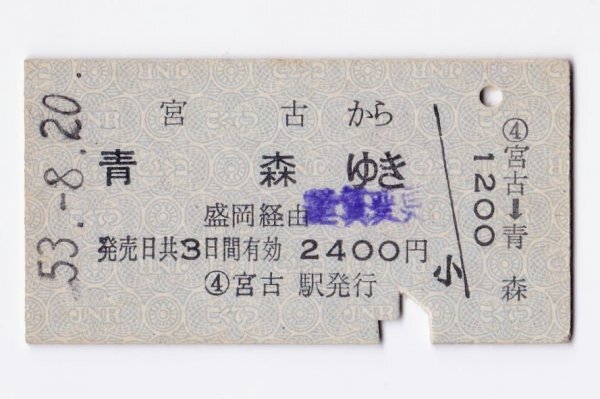 53.-8.20.
宮古から
青森ゆき
盛岡経由
発売日共3日間有効 2400円
④宮古 駅発行
小
④宮古➡青森
1200